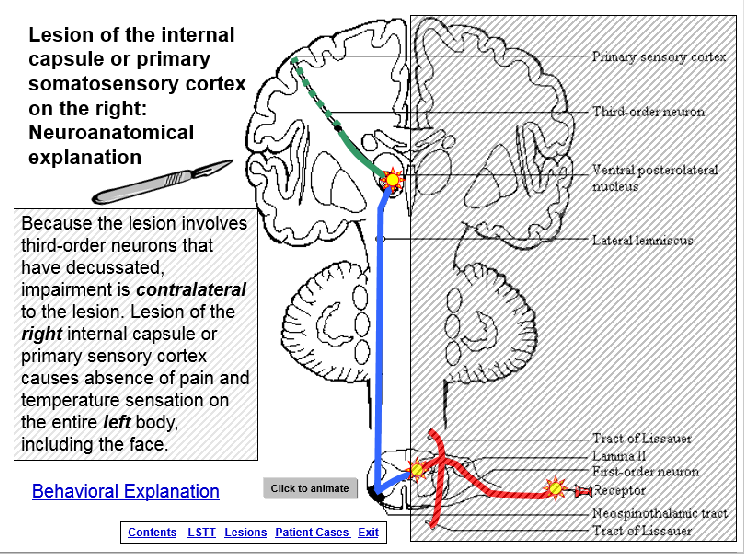 Lesion of the internal
capsule or primary
somatosensory cortex
on the right:
Neuroanatomical
explanation
Because the lesion involves
third-order neurons that
have decussated,
impairment is contralateral
to the lesion. Lesion of the
right internal capsule or
primary sensory cortex
causes absence of pain and
temperature sensation on
the entire left body,
including the face.
Behavioral Explanation
Click to animate
Contents LSTT Lesions Patient Cases Exit
Primary sensory cortex
Third-order neuron
Ventral posterolateral
nucleus
Lateral lemniscus
Tract of Lissauer
Lamina II
First-order neuron
Receptor
Neospinothalamic tract
Tract of Lissauer